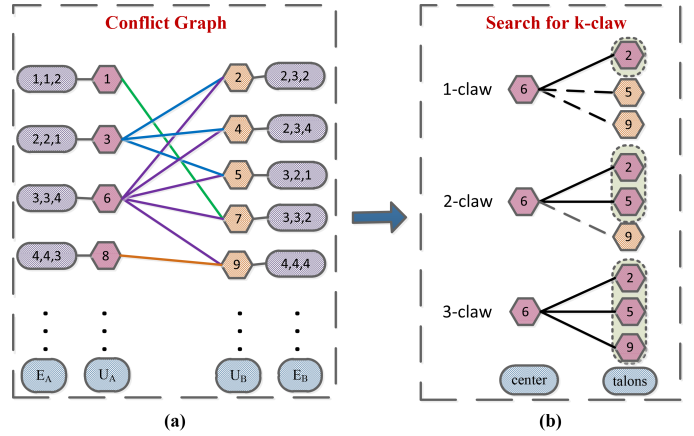 Conflict Graph
1,1,2 1 2 2,3,2
2,2,1 3 4 2,3,4
5 3,2,1
3,3,4 6 7 3,3,2
4,4,3 8 9 4,4,4
E_A U_A U_B E_B
(a)
Search for k-claw
1-claw 6 2 5 9
2-claw 6 2 5 9
3-claw 6 2 5 9
center talons
(b)